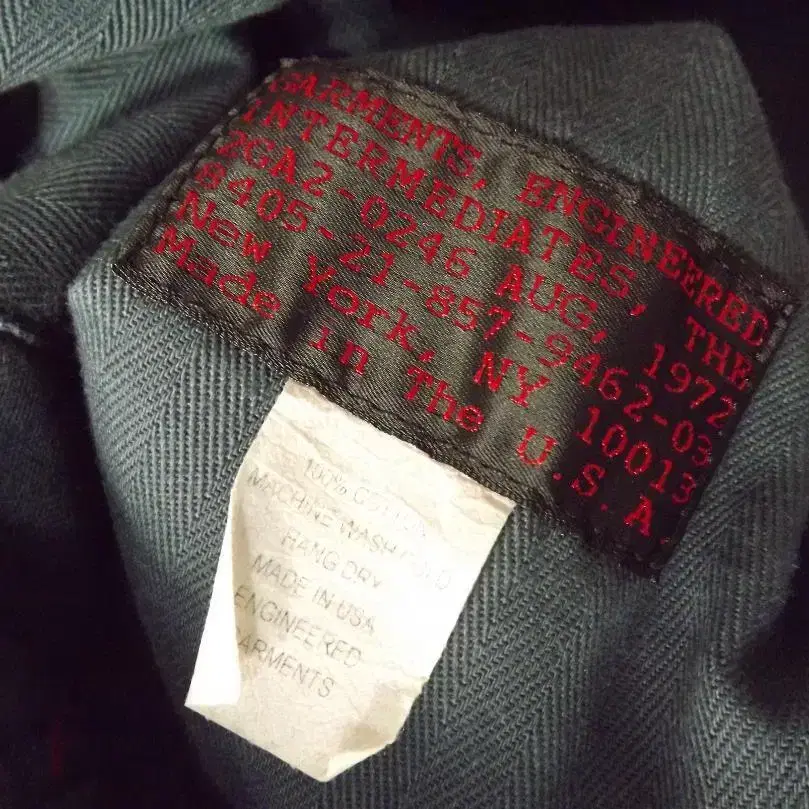 GARMENTS, ENGINEERED
INTERMEDIATES, THE
2GA2-0246 AUG, 1972
8405-21-857-9462-03
New York, NY 10013
Made in The U.S.A.
100% COTTON
MACHINE WASH COLD
HANG DRY
MADE IN USA
ENGINEERED
GARMENTS